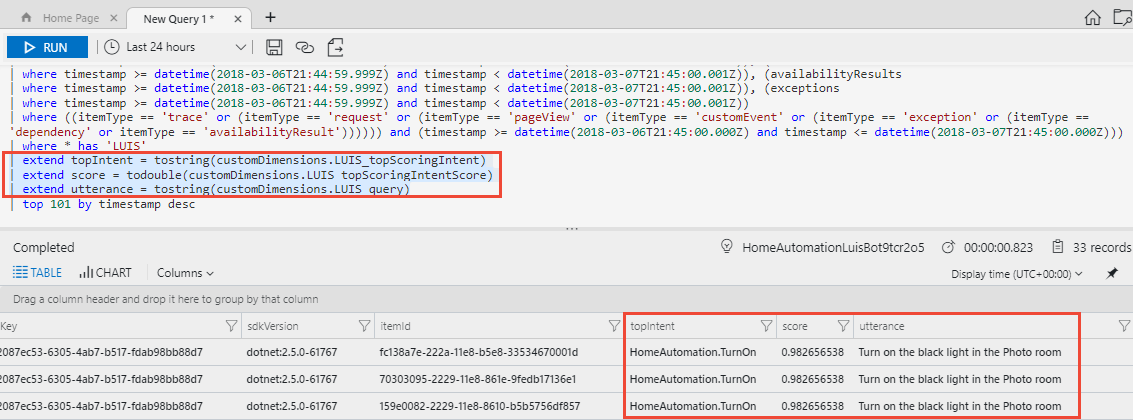 Home Page
New Query 1 *
RUN
Last 24 hours
| where timestamp >= datetime(2018-03-06T21:44:59.999Z) and timestamp < datetime(2018-03-07T21:45:00.001Z)), (availabilityResults
| where timestamp >= datetime(2018-03-06T21:44:59.999Z) and timestamp < datetime(2018-03-07T21:45:00.001Z)), (exceptions
| where timestamp >= datetime(2018-03-06T21:44:59.999Z) and timestamp < datetime(2018-03-07T21:45:00.001Z))
| where ((itemType == 'trace' or (itemType == 'request' or (itemType == 'pageView' or (itemType == 'customEvent' or (itemType == 'exception' or (itemType ==
'dependency' or itemType == 'availabilityResult')))))) and (timestamp >= datetime(2018-03-06T21:45:00.000Z) and timestamp <= datetime(2018-03-07T21:45:00.000Z)))
| where * has 'LUIS'
| extend topIntent = tostring(customDimensions.LUIS_topScoringIntent)
| extend score = todouble(customDimensions.LUIS topScoringIntentScore)
| extend utterance = tostring(customDimensions.LUIS query)
| top 101 by timestamp desc
Completed
HomeAutomationLuisBot9tcr2o5
00:00:00.823
33 records
TABLE
CHART
Columns
Display time (UTC+00:00)
Drag a column header and drop it here to group by that column
Key
sdkVersion
itemId
topIntent
score
utterance
2087ec53-6305-4ab7-b517-fdab98bb88d7
dotnet:2.5.0-61767
fc138a7e-222a-11e8-b5e8-33534670001d
HomeAutomation.TurnOn
0.982656538
Turn on the black light in the Photo room
2087ec53-6305-4ab7-b517-fdab98bb88d7
dotnet:2.5.0-61767
70303095-2229-11e8-861e-9fedb17136e1
HomeAutomation.TurnOn
0.982656538
Turn on the black light in the Photo room
2087ec53-6305-4ab7-b517-fdab98bb88d7
dotnet:2.5.0-61767
159e0082-2229-11e8-8610-b5b5756df857
HomeAutomation.TurnOn
0.982656538
Turn on the black light in the Photo room